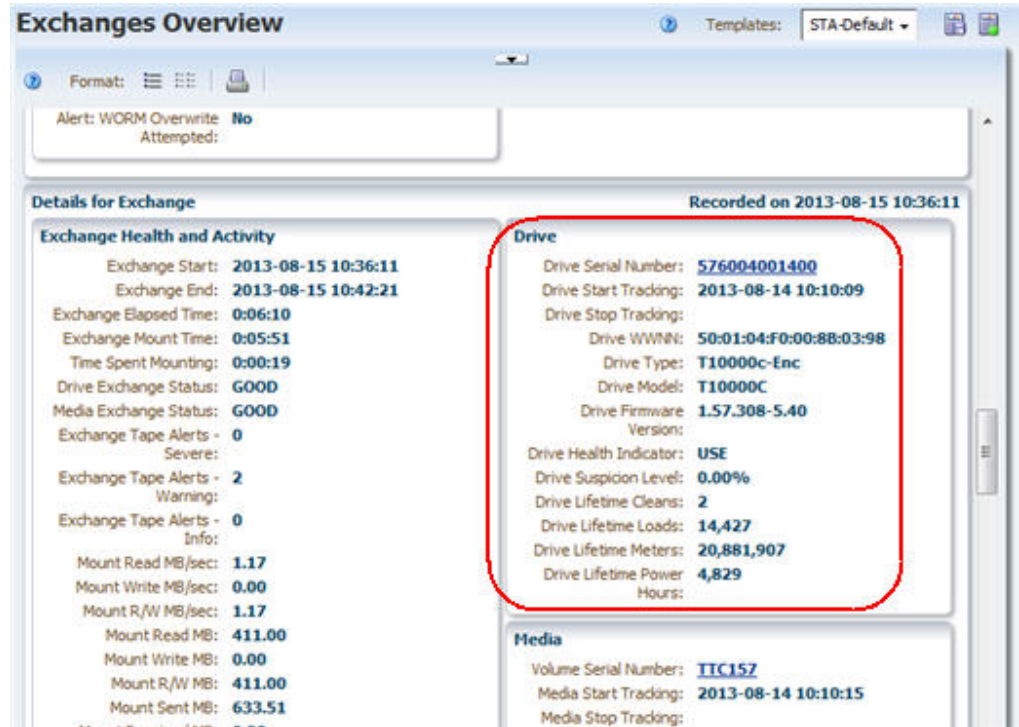 Exchanges Overview
Templates: STA-Default
Format:
Alert: WORM Overwrite No
Attempted:
Details for Exchange
Recorded on 2013-08-15 10:36:11
Exchange Health and Activity
Exchange Start: 2013-08-15 10:36:11
Exchange End: 2013-08-15 10:42:21
Exchange Elapsed Time: 0:06:10
Exchange Mount Time: 0:05:51
Time Spent Mounting: 0:00:19
Drive Exchange Status: GOOD
Media Exchange Status: GOOD
Exchange Tape Alerts - 0
Severe:
Exchange Tape Alerts - 2
Warning:
Exchange Tape Alerts - 0
Info:
Mount Read MB/sec: 1.17
Mount Write MB/sec: 0.00
Mount R/W MB/sec: 1.17
Mount Read MB: 411.00
Mount Write MB: 0.00
Mount R/W MB: 411.00
Mount Sent MB: 633.51
Drive
Drive Serial Number: 576004001400
Drive Start Tracking: 2013-08-14 10:10:09
Drive Stop Tracking:
Drive WWNN: 50:01:04:F0:00:8B:03:98
Drive Type: T10000c-Enc
Drive Model: T10000C
Drive Firmware 1.57.308-5.40
Version:
Drive Health Indicator: USE
Drive Suspicion Level: 0.00%
Drive Lifetime Cleans: 2
Drive Lifetime Loads: 14,427
Drive Lifetime Meters: 20,881,907
Drive Lifetime Power 4,829
Hours:
Media
Volume Serial Number: TTC157
Media Start Tracking: 2013-08-14 10:10:15
Media Stop Tracking: